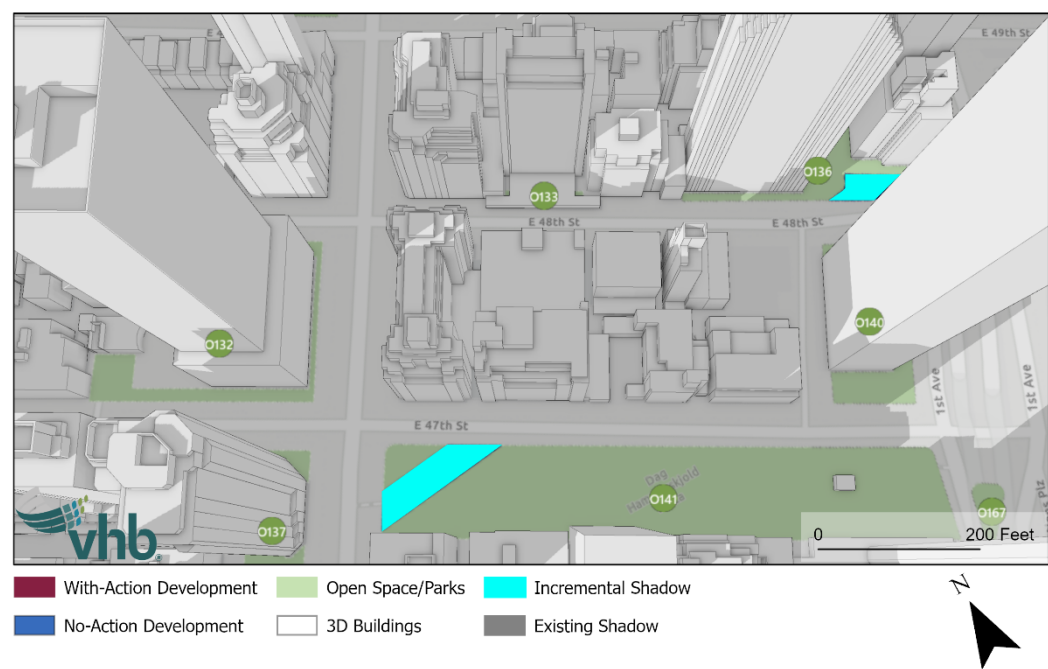 E 49th St
O136
O133
E 48th St
E 48th St
O140
O132
1st Ave
1st Ave
E 47th St
Dag
O141
O137
O167
vhb.
0 200 Feet
With-Action Development
Open Space/Parks
Incremental Shadow
No-Action Development
3D Buildings
Existing Shadow
N